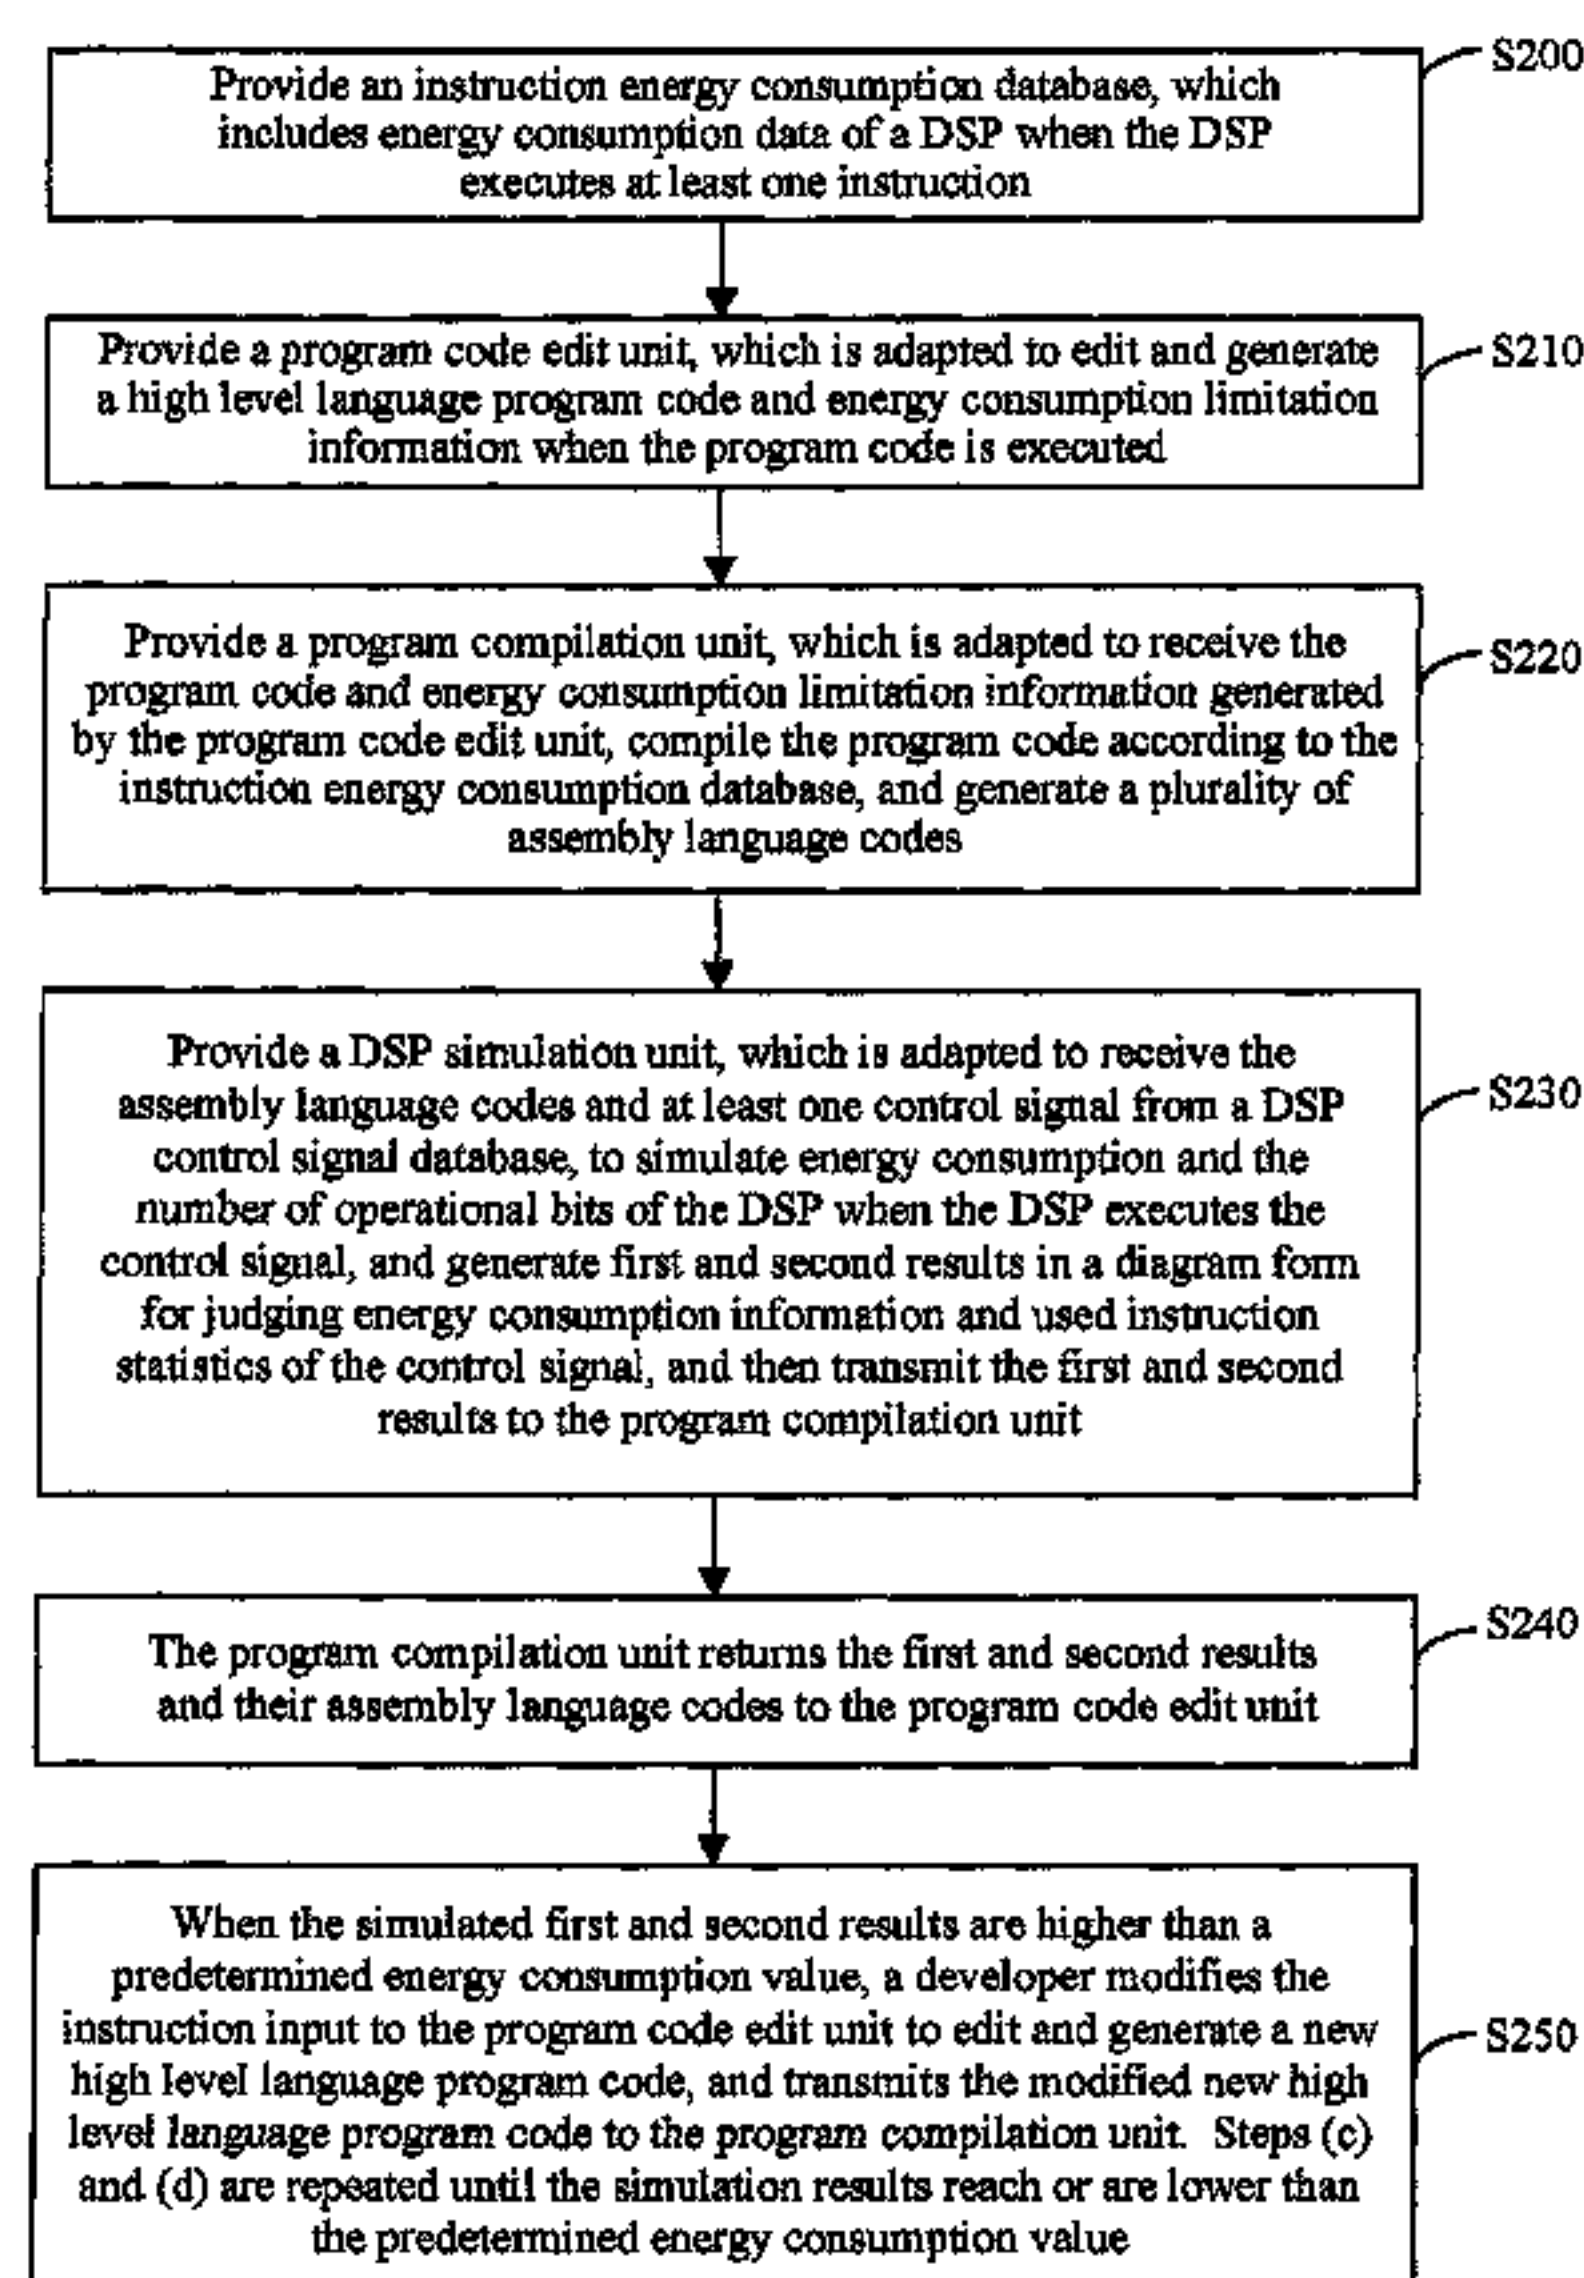 S200
Provide an instruction energy consumption database, which
includes energy consumption data of a DSP when the DSP
executes at least one instruction
S210
Provide a program code edit unit, which is adapted to edit and generate
a high level language program code and energy consumption limitation
information when the program code is executed
S220
Provide a program compilation unit, which is adapted to receive the
program code and energy consumption limitation information generated
by the program code edit unit, compile the program code according to the
instruction energy consumption database, and generate a plurality of
assembly language codes
S230
Provide a DSP simulation unit, which is adapted to receive the
assembly language codes and at least one control signal from a DSP
control signal database, to simulate energy consumption and the
number of operational bits of the DSP when the DSP executes the
control signal, and generate first and second results in a diagram form
for judging energy consumption information and used instruction
statistics of the control signal, and then transmit the first and second
results to the program compilation unit
S240
The program compilation unit returns the first and second results
and their assembly language codes to the program code edit unit
S250
When the simulated first and second results are higher than a
predetermined energy consumption value, a developer modifies the
instruction input to the program code edit unit to edit and generate a new
high level language program code, and transmits the modified new high
level language program code to the program compilation unit. Steps (c)
and (d) are repeated until the simulation results reach or are lower than
the predetermined energy consumption value